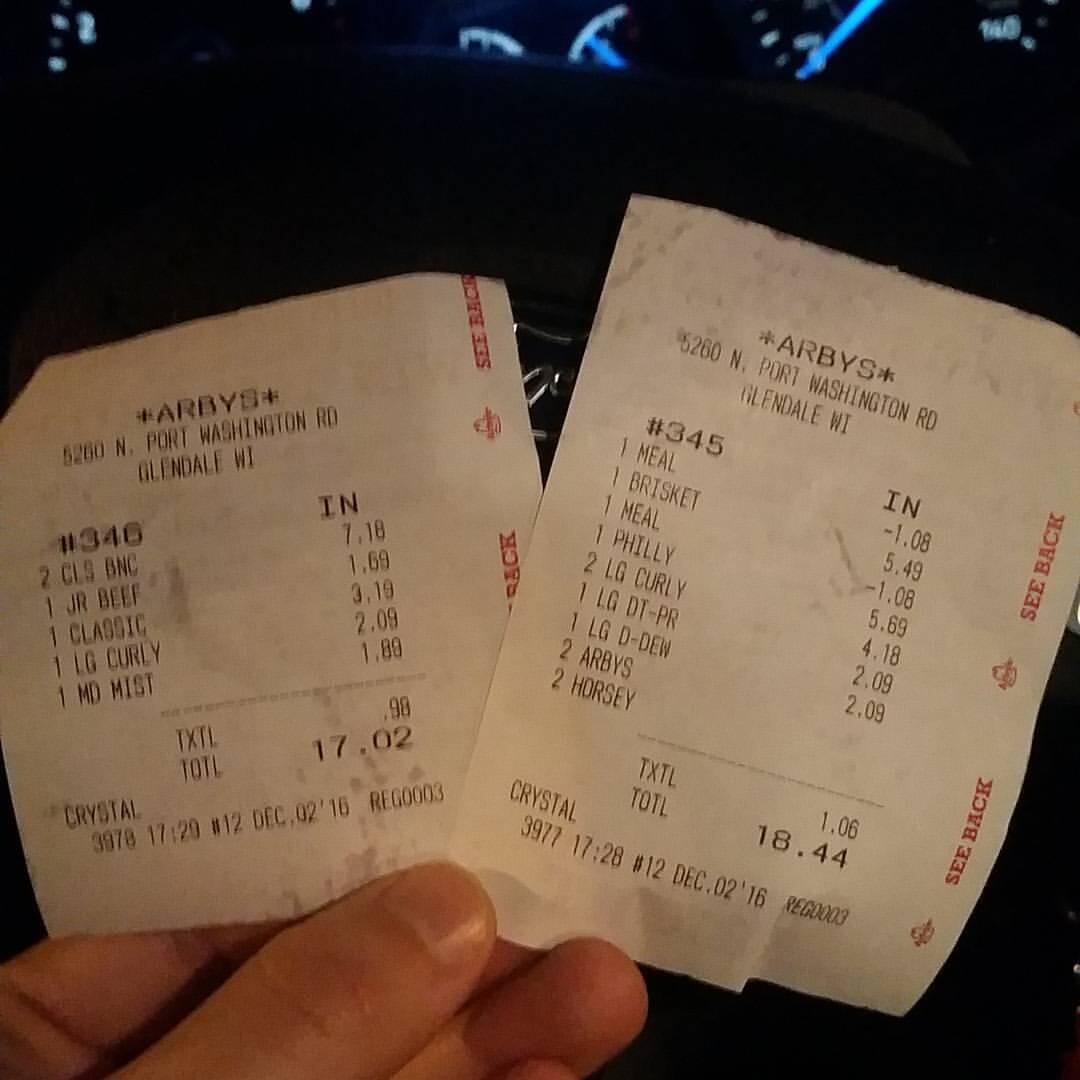 *ARBYS*
5260 N. PORT WASHINGTON RD
GLENDALE WI
#346 IN
2 CLS BNC 7.18
1 JR BEEF 1.69
1 CLASSIC 3.19
1 LG CURLY 2.09
1 MD MIST 1.89
TXTL .98
TOTL 17.02
CRYSTAL
3978 17:29 #12 DEC.02'16 REG0003
SEE BACK
BACK
*ARBYS*
5260 N. PORT WASHINGTON RD
GLENDALE WI
#345 IN
1 MEAL -1.08
1 BRISKET 5.49
1 MEAL -1.08
1 PHILLY 5.69
2 LG CURLY 4.18
1 LG DT-PR 2.09
1 LG D-DEW 2.09
2 ARBYS
2 HORSEY
TXTL 1.06
TOTL 18.44
CRYSTAL
3977 17:28 #12 DEC.02'16 REG0003
SEE BACK
SEE BACK
2
140